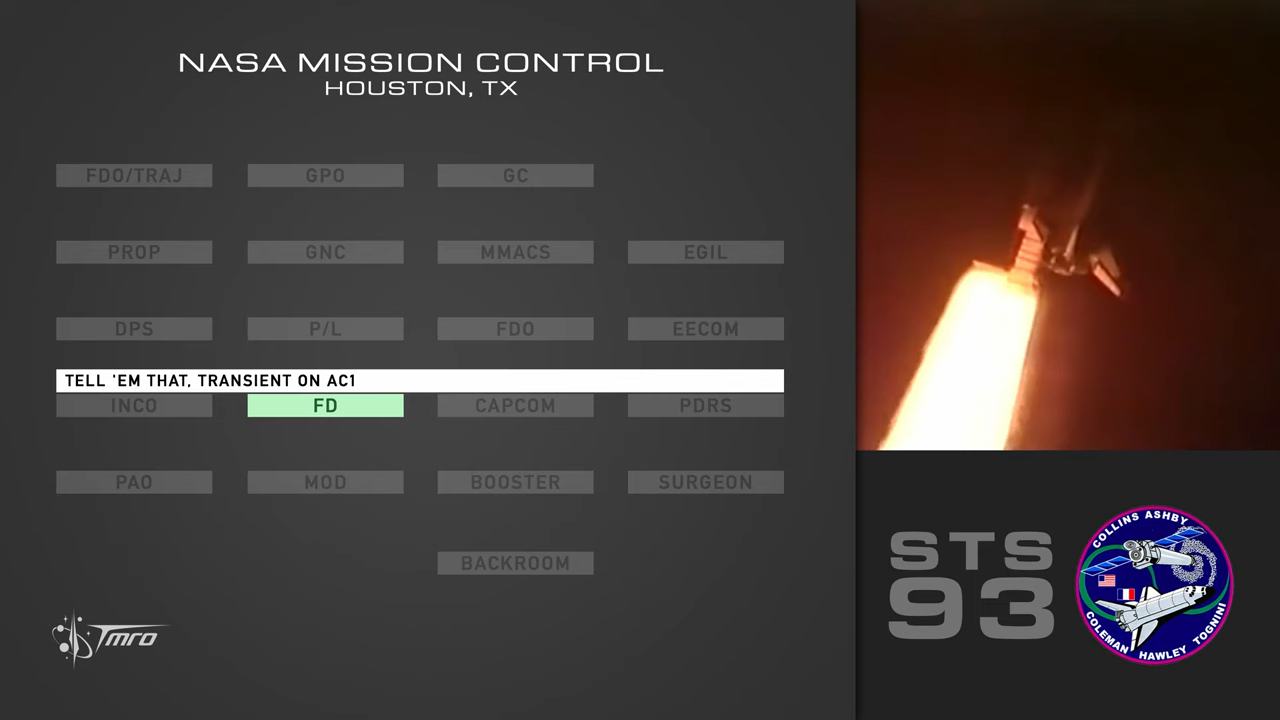 NASA MISSION CONTROL
HOUSTON, TX
FDO/TRAJ GPO GC
PROP GNC MMACS EGIL
DPS P/L FDO EECOM
TELL 'EM THAT, TRANSIENT ON AC1
INCO FD CAPCOM PDRS
PAO MOD BOOSTER SURGEON
BACKROOM
TMRO
STS
93
COLLINS ASHBY
COLEMAN HAWLEY TOGNINI